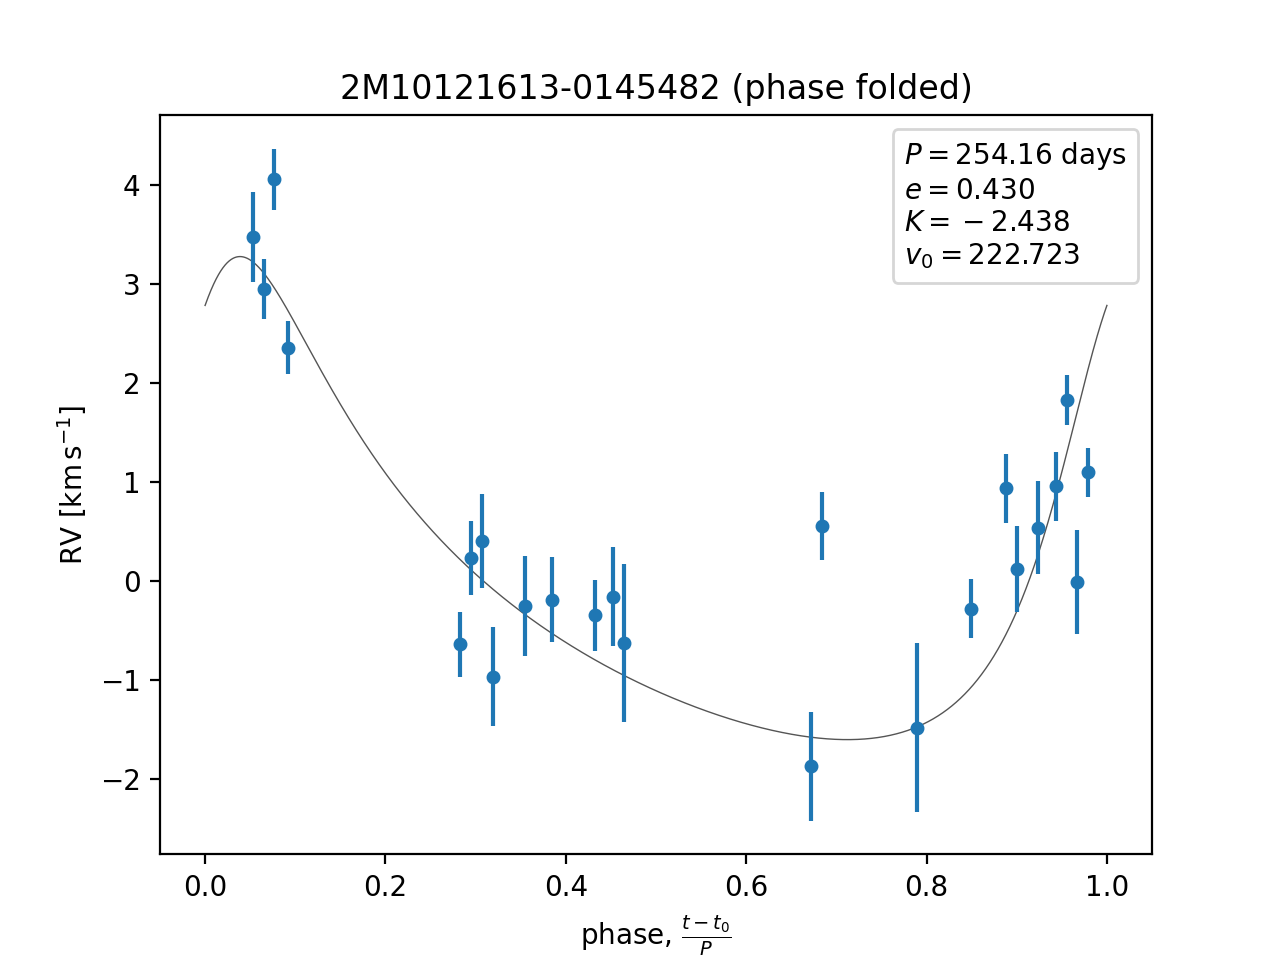 2M10121613-0145482 (phase folded)
P = 254.16 days
e = 0.430
K = − 2.438
v₀ = 222.723
RV [km s⁻¹]
4
3
2
1
0
−1
−2
0.0 0.2 0.4 0.6 0.8 1.0
phase, (t − t₀)/P